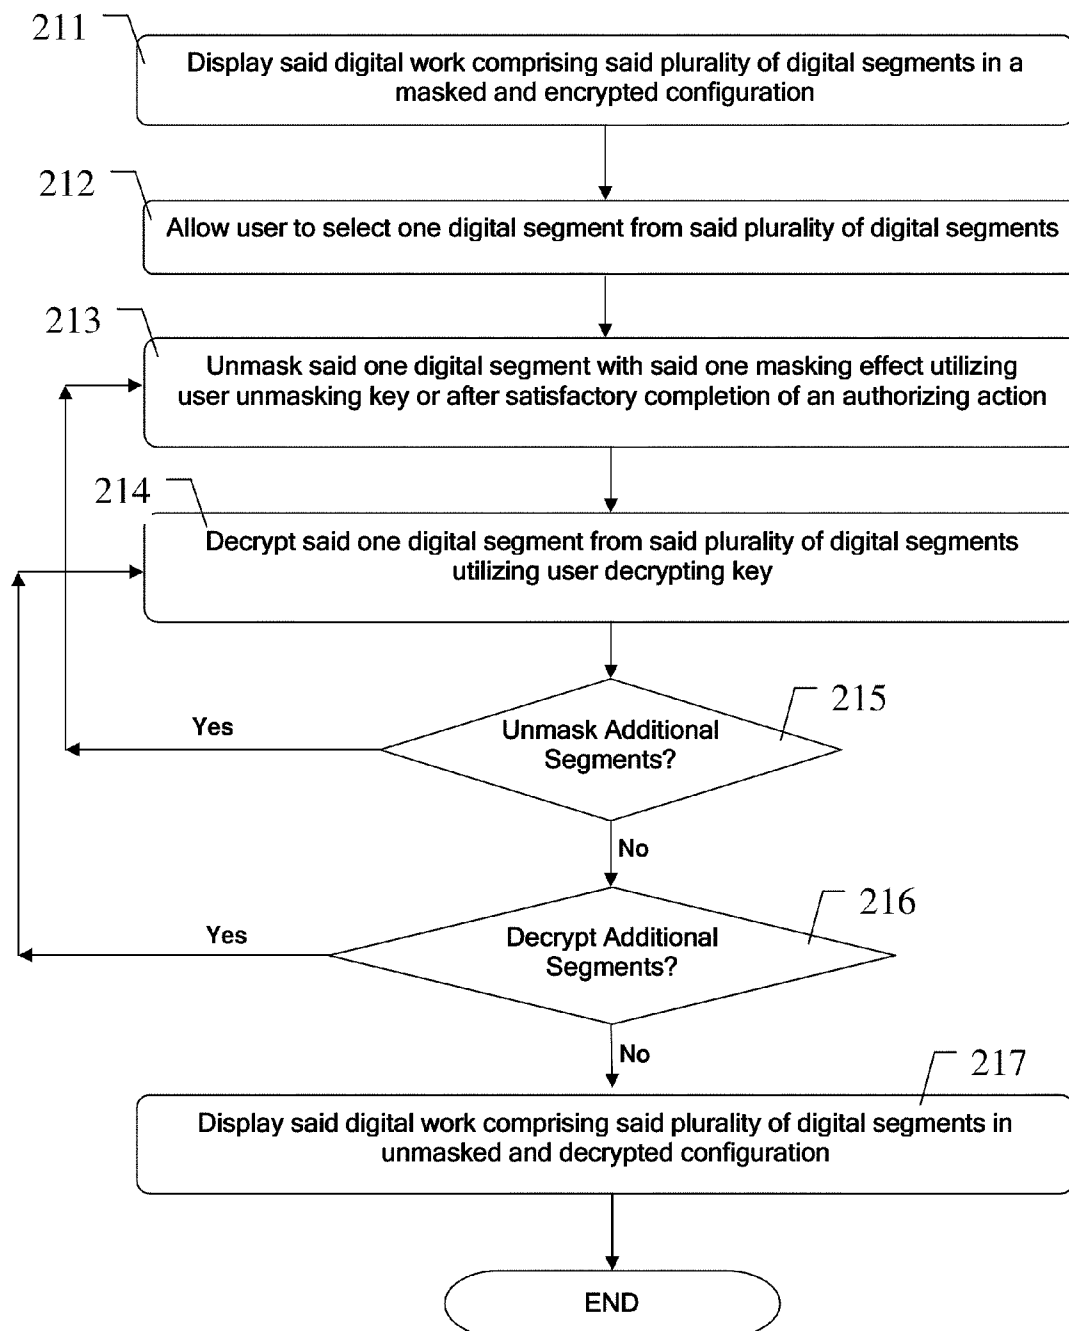 211
Display said digital work comprising said plurality of digital segments in a
masked and encrypted configuration
212
Allow user to select one digital segment from said plurality of digital segments
213
Unmask said one digital segment with said one masking effect utilizing
user unmasking key or after satisfactory completion of an authorizing action
214
Decrypt said one digital segment from said plurality of digital segments
utilizing user decrypting key
215
Yes
Unmask Additional
Segments?
No
216
Yes
Decrypt Additional
Segments?
No
217
Display said digital work comprising said plurality of digital segments in
unmasked and decrypted configuration
END